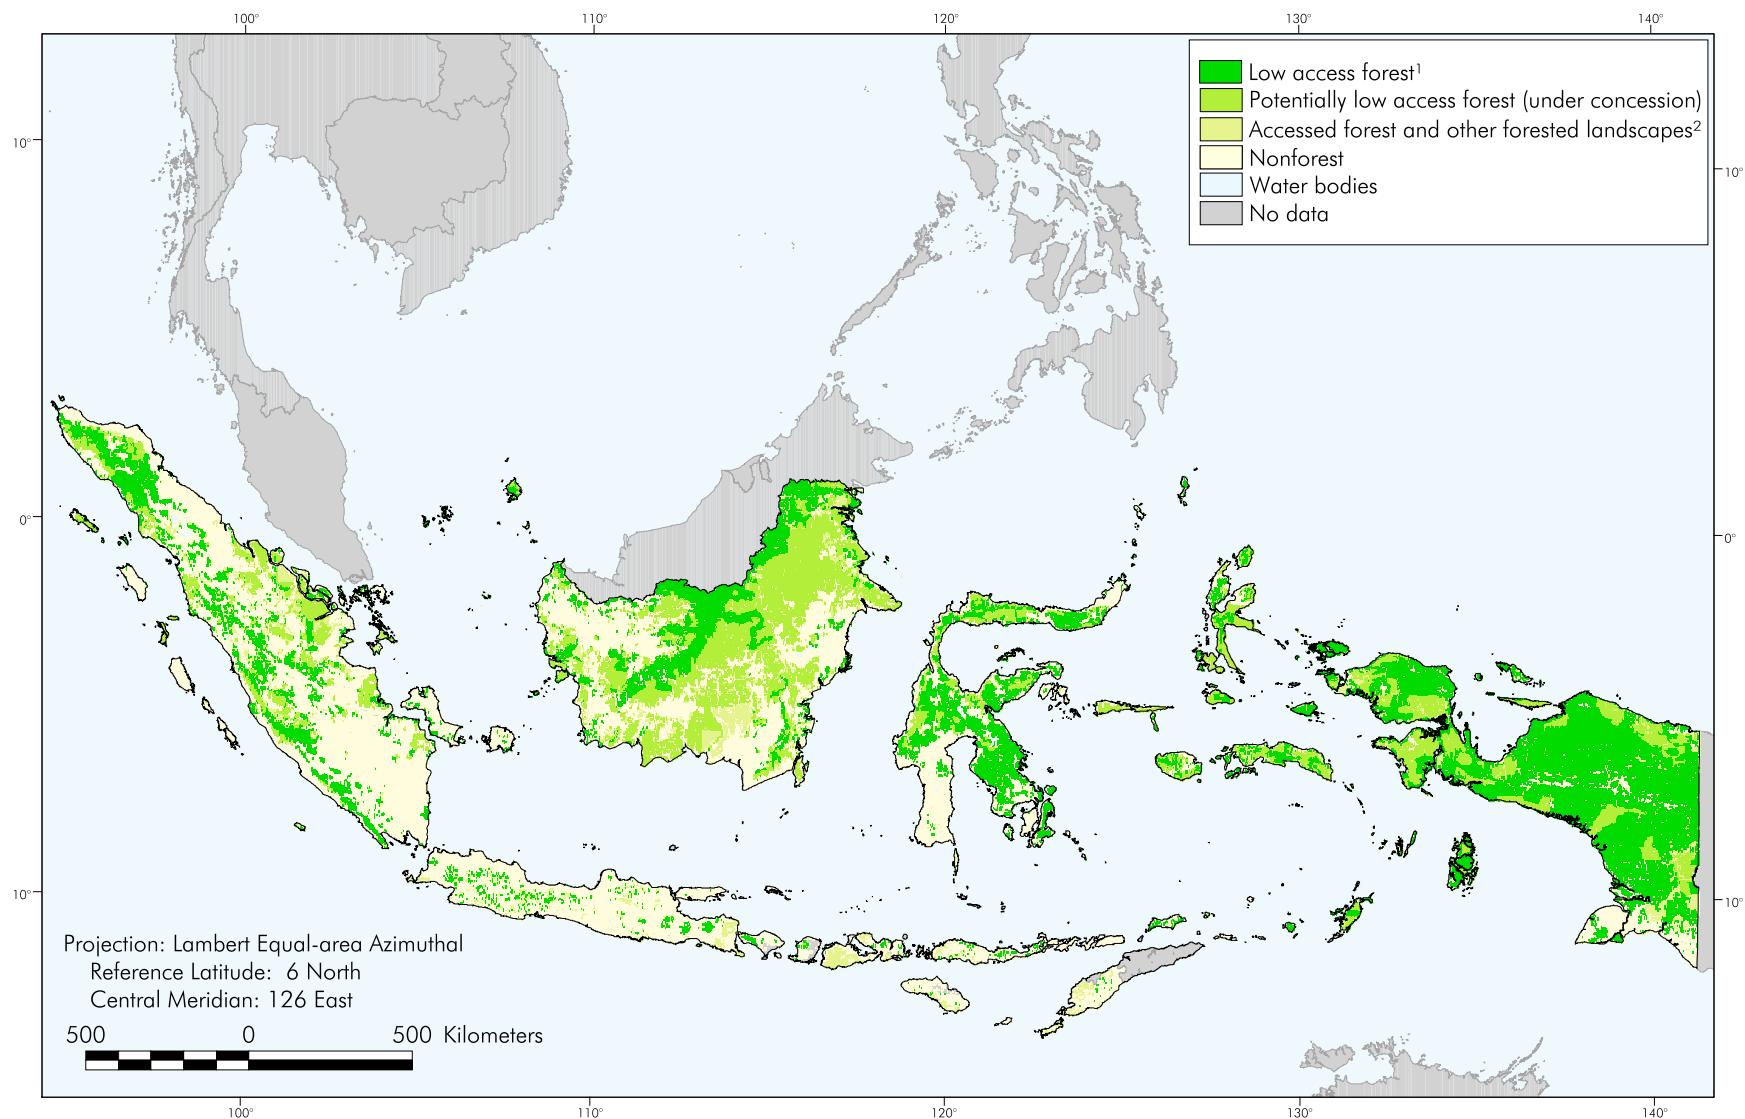 100° 110° 120° 130° 140°
Low access forest¹
Potentially low access forest (under concession)
Accessed forest and other forested landscapes²
Nonforest
Water bodies
No data
10° 10°
0° 0°
10° 10°
Projection: Lambert Equal-area Azimuthal
Reference Latitude: 6 North
Central Meridian: 126 East
500 0 500 Kilometers
100° 110° 120° 130° 140°